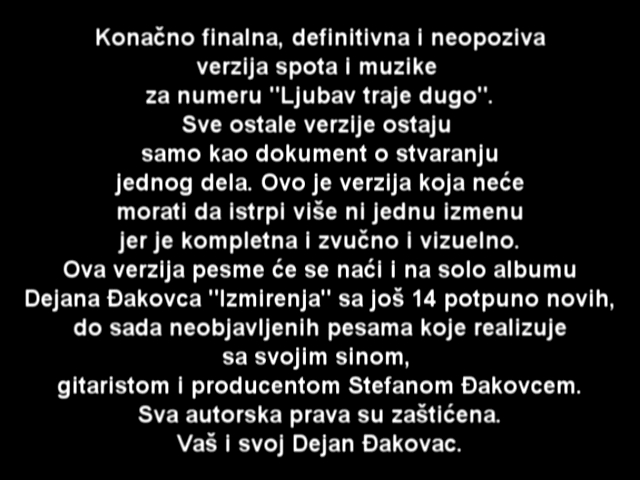 Konačno finalna, definitivna i neopoziva
verzija spota i muzike
za numeru "Ljubav traje dugo".
Sve ostale verzije ostaju
samo kao dokument o stvaranju
jednog dela. Ovo je verzija koja neće
morati da istrpi više ni jednu izmenu
jer je kompletna i zvučno i vizuelno.
Ova verzija pesme će se naći i na solo albumu
Dejana Đakovca "Izmirenja" sa još 14 potpuno novih,
do sada neobjavljenih pesama koje realizuje
sa svojim sinom,
gitaristom i producentom Stefanom Đakovcem.
Sva autorska prava su zaštićena.
Vaš i svoj Dejan Đakovac.